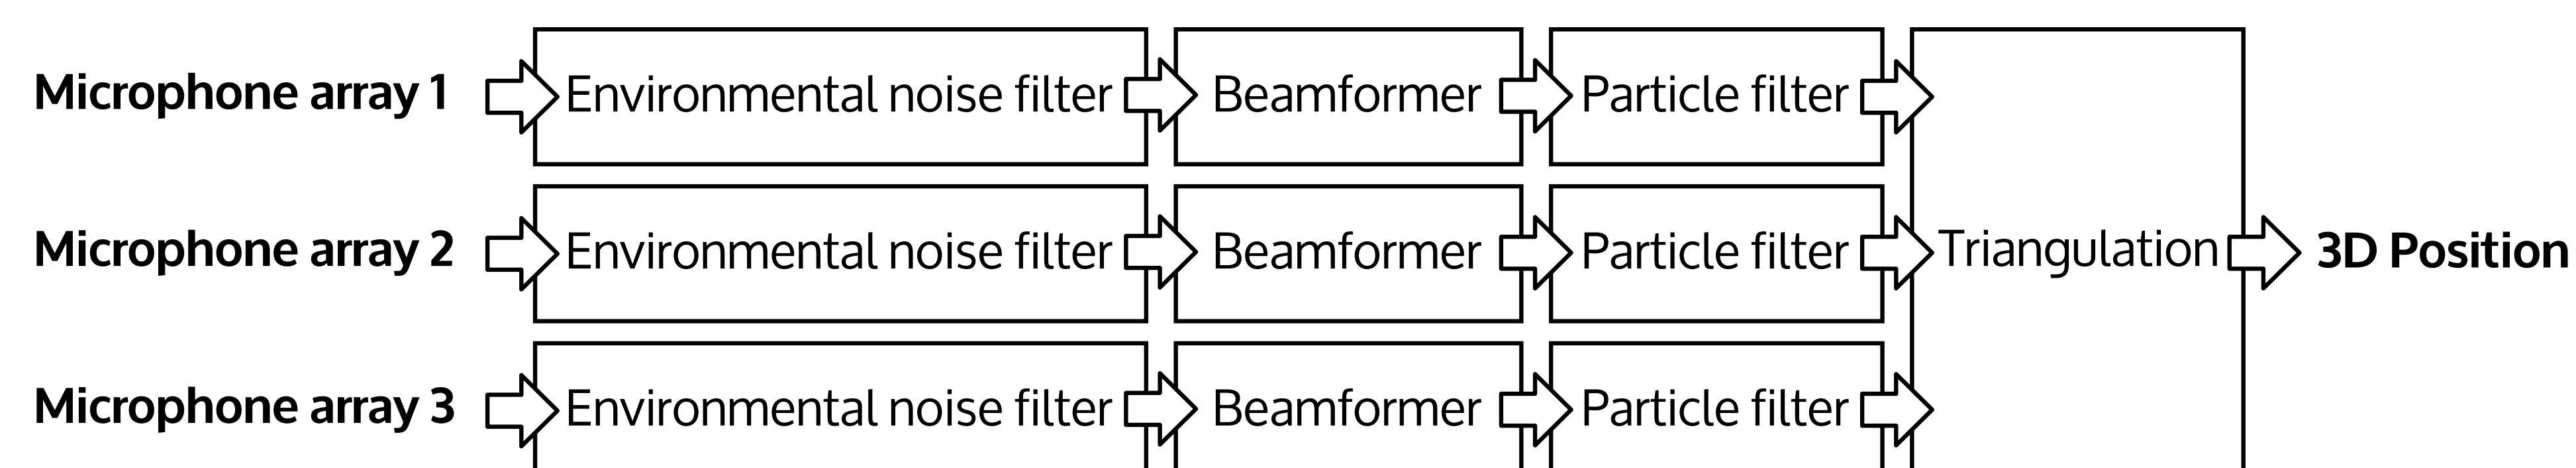 Microphone array 1 Environmental noise filter Beamformer Particle filter
Microphone array 2 Environmental noise filter Beamformer Particle filter Triangulation 3D Position
Microphone array 3 Environmental noise filter Beamformer Particle filter